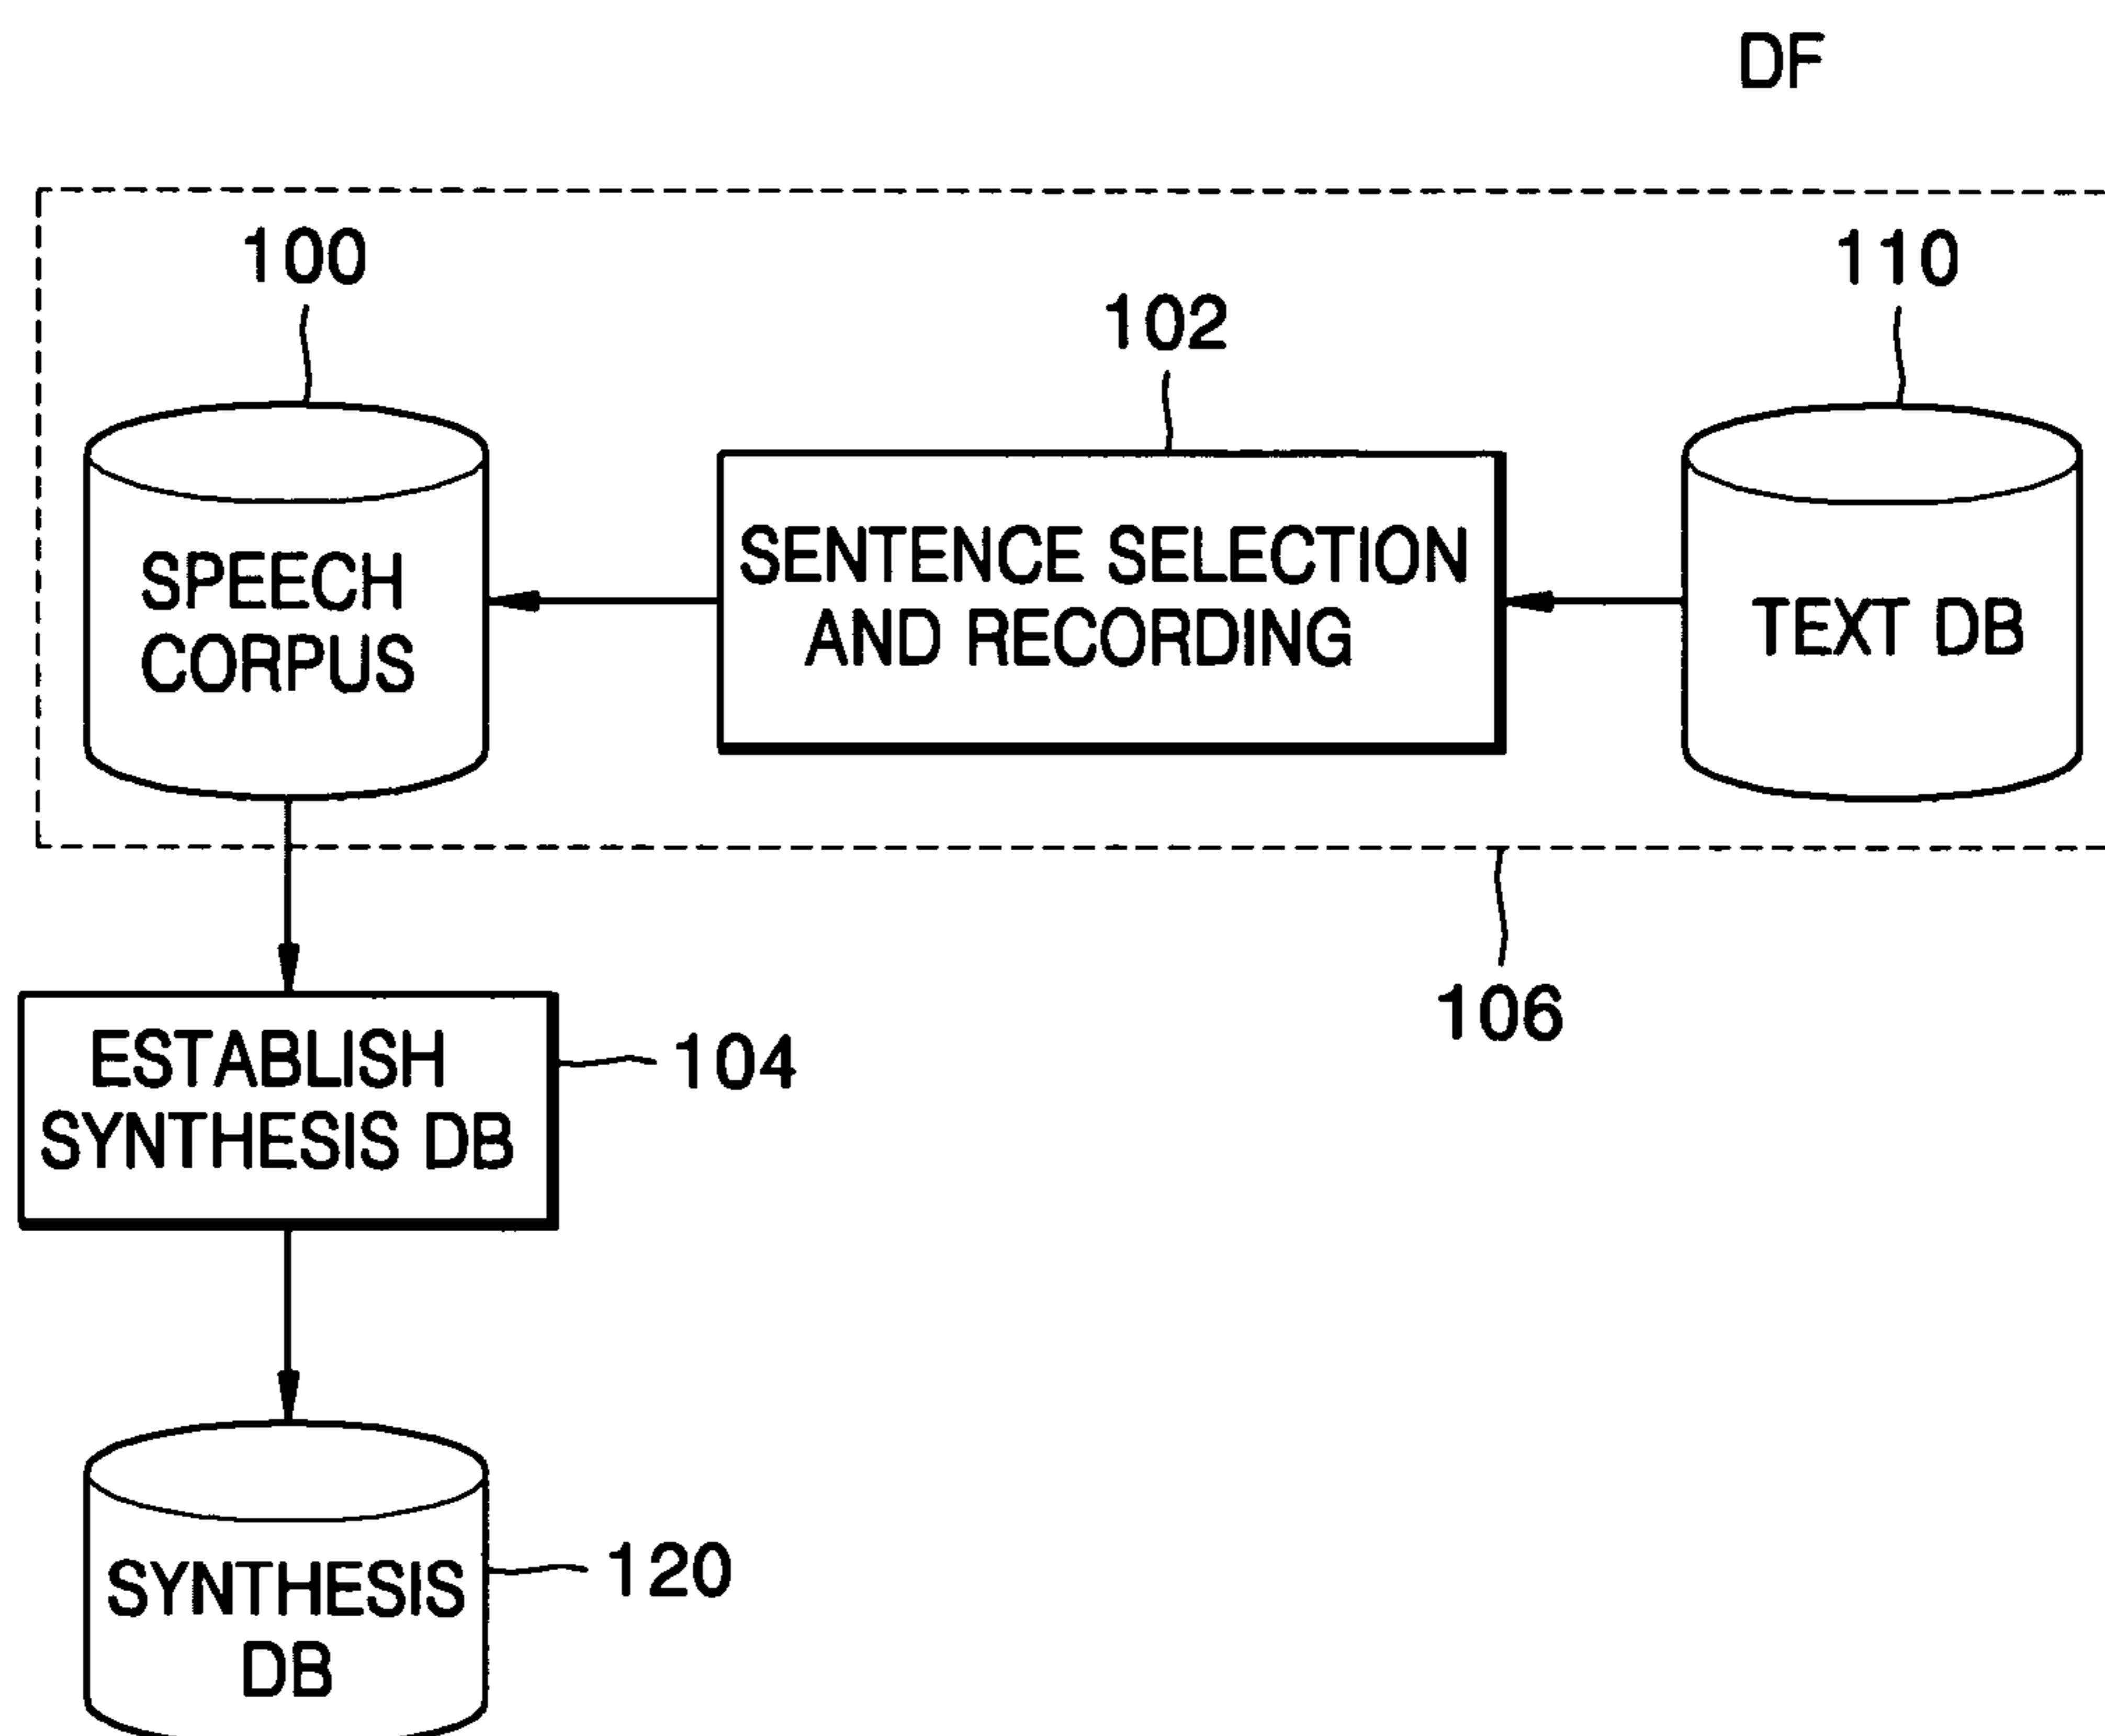 DF
100
110
102
SPEECH
CORPUS
SENTENCE SELECTION
AND RECORDING
TEXT DB
106
ESTABLISH
SYNTHESIS DB
104
SYNTHESIS
DB
120